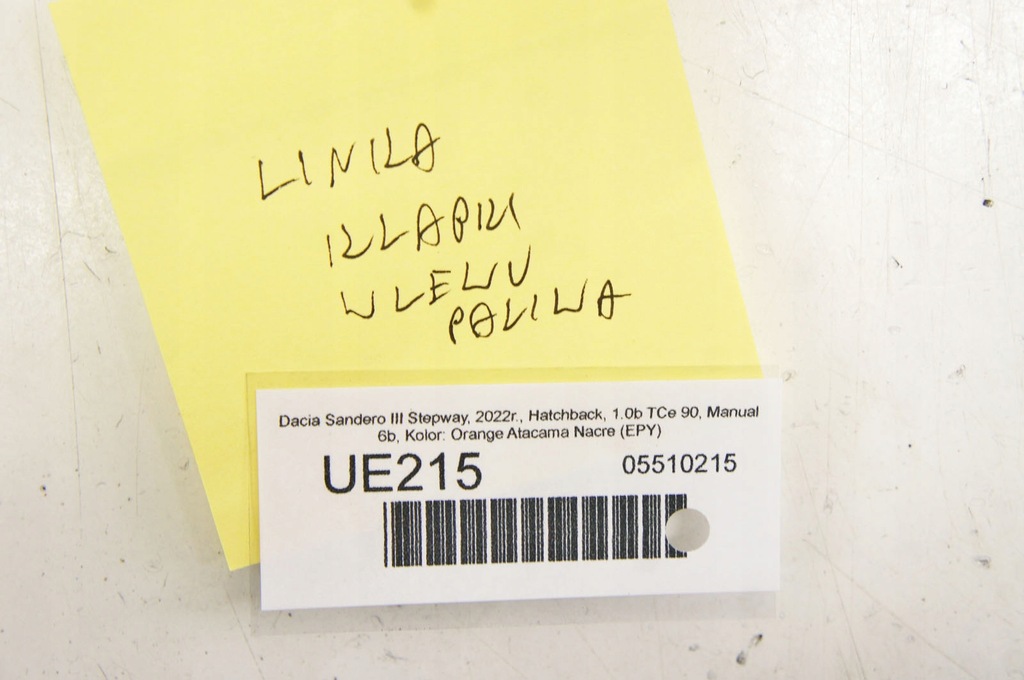 LINKA
KLAPKI
WLEWU
PALIWA
Dacia Sandero III Stepway, 2022r., Hatchback, 1.0b TCe 90, Manual
6b, Kolor: Orange Atacama Nacre (EPY)
UE215 05510215